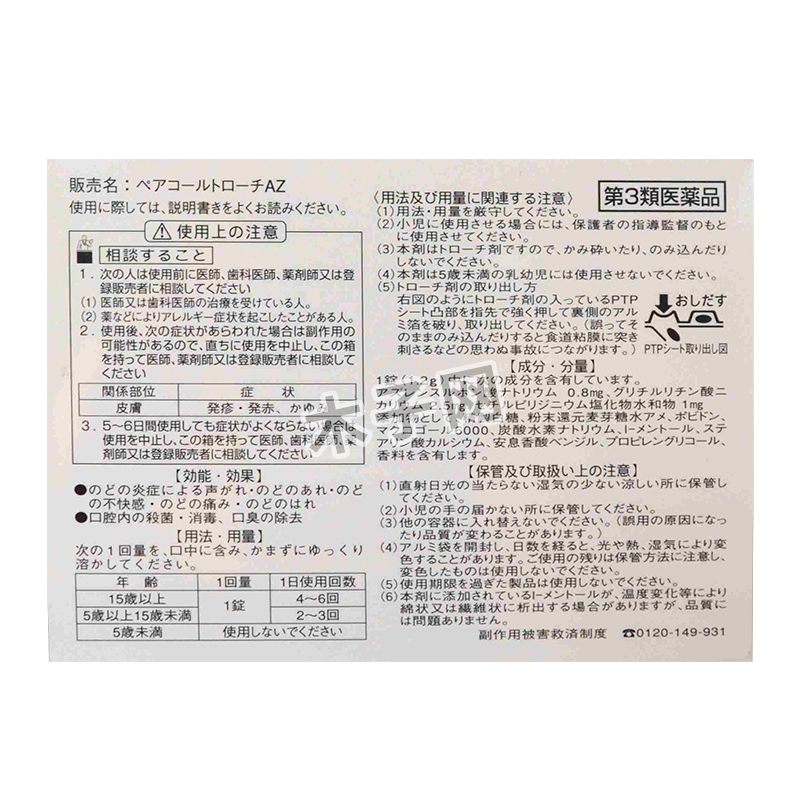 販売名：ペアコールトローチAZ
使用に際しては、説明書きをよくお読みください。
⚠使用上の注意
相談すること
1．次の人は使用前に医師、歯科医師、薬剤師又は登
録販売者に相談してください
(1) 医師又は歯科医師の治療を受けている人。
(2) 薬などによりアレルギー症状を起こしたことがある人。
2．使用後、次の症状があらわれた場合は副作用の
可能性があるので、直ちに使用を中止し、この箱
を持って医師、薬剤師又は登録販売者に相談して
ください
関係部位 症 状
皮膚 発疹・発赤、かゆみ
3．5～6日間使用しても症状がよくならない場合は
使用を中止し、この箱を持って医師、歯科医師、薬
剤師又は登録販売者に相談してください
【効能・効果】
●のどの炎症による声がれ・のどのあれ・のど
の不快感・のどの痛み・のどのはれ
●口腔内の殺菌・消毒、口臭の除去
【用法・用量】
次の1回量を、口中に含み、かまずにゆっくり
溶かしてください。
年 齢 1回量 1日使用回数
15歳以上 1錠 4～6回
5歳以上15歳未満 2～3回
5歳未満 使用しないでください
〈用法及び用量に関連する注意〉
第3類医薬品
(1) 用法・用量を厳守してください。
(2) 小児に使用させる場合には、保護者の指導監督のもと
に使用させてください。
(3) 本剤はトローチ剤ですので、かみ砕いたり、のみ込んだり
しないでください。
(4) 本剤は5歳未満の乳幼児には使用させないでください。
(5) トローチ剤の取り出し方
右図のようにトローチ剤の入っているPTP
シート凸部を指先で強く押して裏側のアルミ
箔を破り、取り出してください。（誤ってそ
のままのみ込んだりすると食道粘膜に突き
刺さるなどの思わぬ事故につながります。）
おしだす
PTPシート取り出し図
【成分・分量】
1錠（1.2g）中に次の成分を含有しています。
アズレンスルホン酸ナトリウム 0.8mg、グリチルリチン酸二
カリウム 2.5mg、セチルピリジニウム塩化物水和物 1mg
添加物として、白糖、粉末還元麦芽糖水アメ、ポビドン、
マクロゴール6000、炭酸水素ナトリウム、l-メントール、ステ
アリン酸カルシウム、安息香酸ベンジル、プロピレングリコール、
香料を含有します。
【保管及び取扱い上の注意】
(1) 直射日光の当たらない湿気の少ない涼しい所に保管し
てください。
(2) 小児の手の届かない所に保管してください。
(3) 他の容器に入れ替えないでください。（誤用の原因になっ
たり品質が変わることがあります。）
(4) アルミ袋を開封し、日数を経ると、光や熱、湿気により変
色することがあります。ご使用の残りは保管方法に注意し、
変色したものは使用しないでください。
(5) 使用期限を過ぎた製品は使用しないでください。
(6) 本剤に添加されているl-メントールが、温度変化等により
綿状又は繊維状に析出する場合がありますが、品質に
は問題ありません。
副作用被害救済制度 ☎0120-149-931
木子网